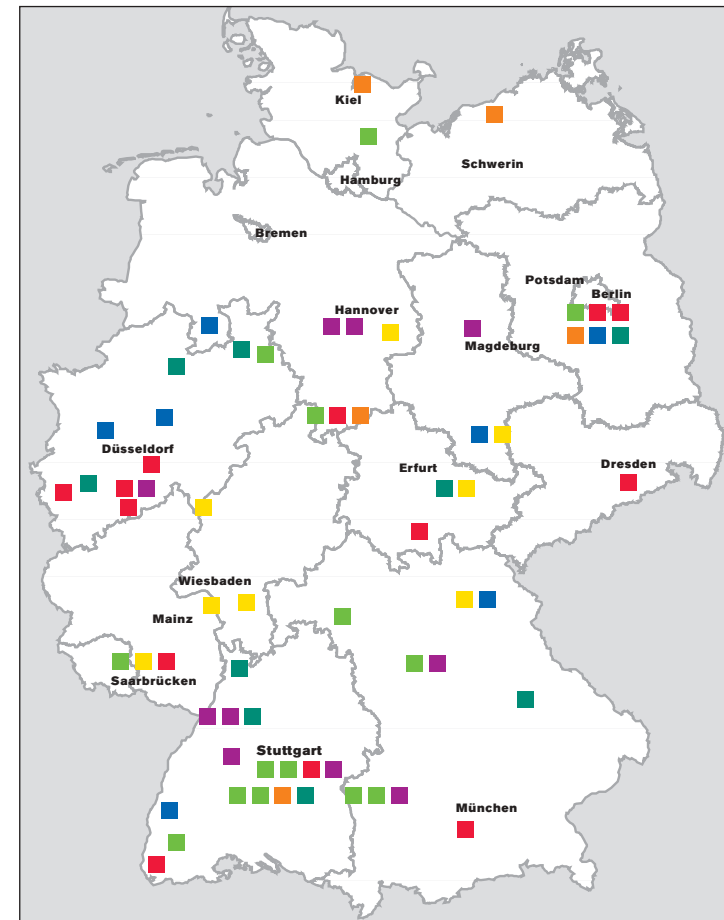 Kiel
Schwerin
Hamburg
Bremen
Potsdam
Berlin
Hannover
Magdeburg
Düsseldorf
Erfurt
Dresden
Wiesbaden
Mainz
Saarbrücken
Stuttgart
München